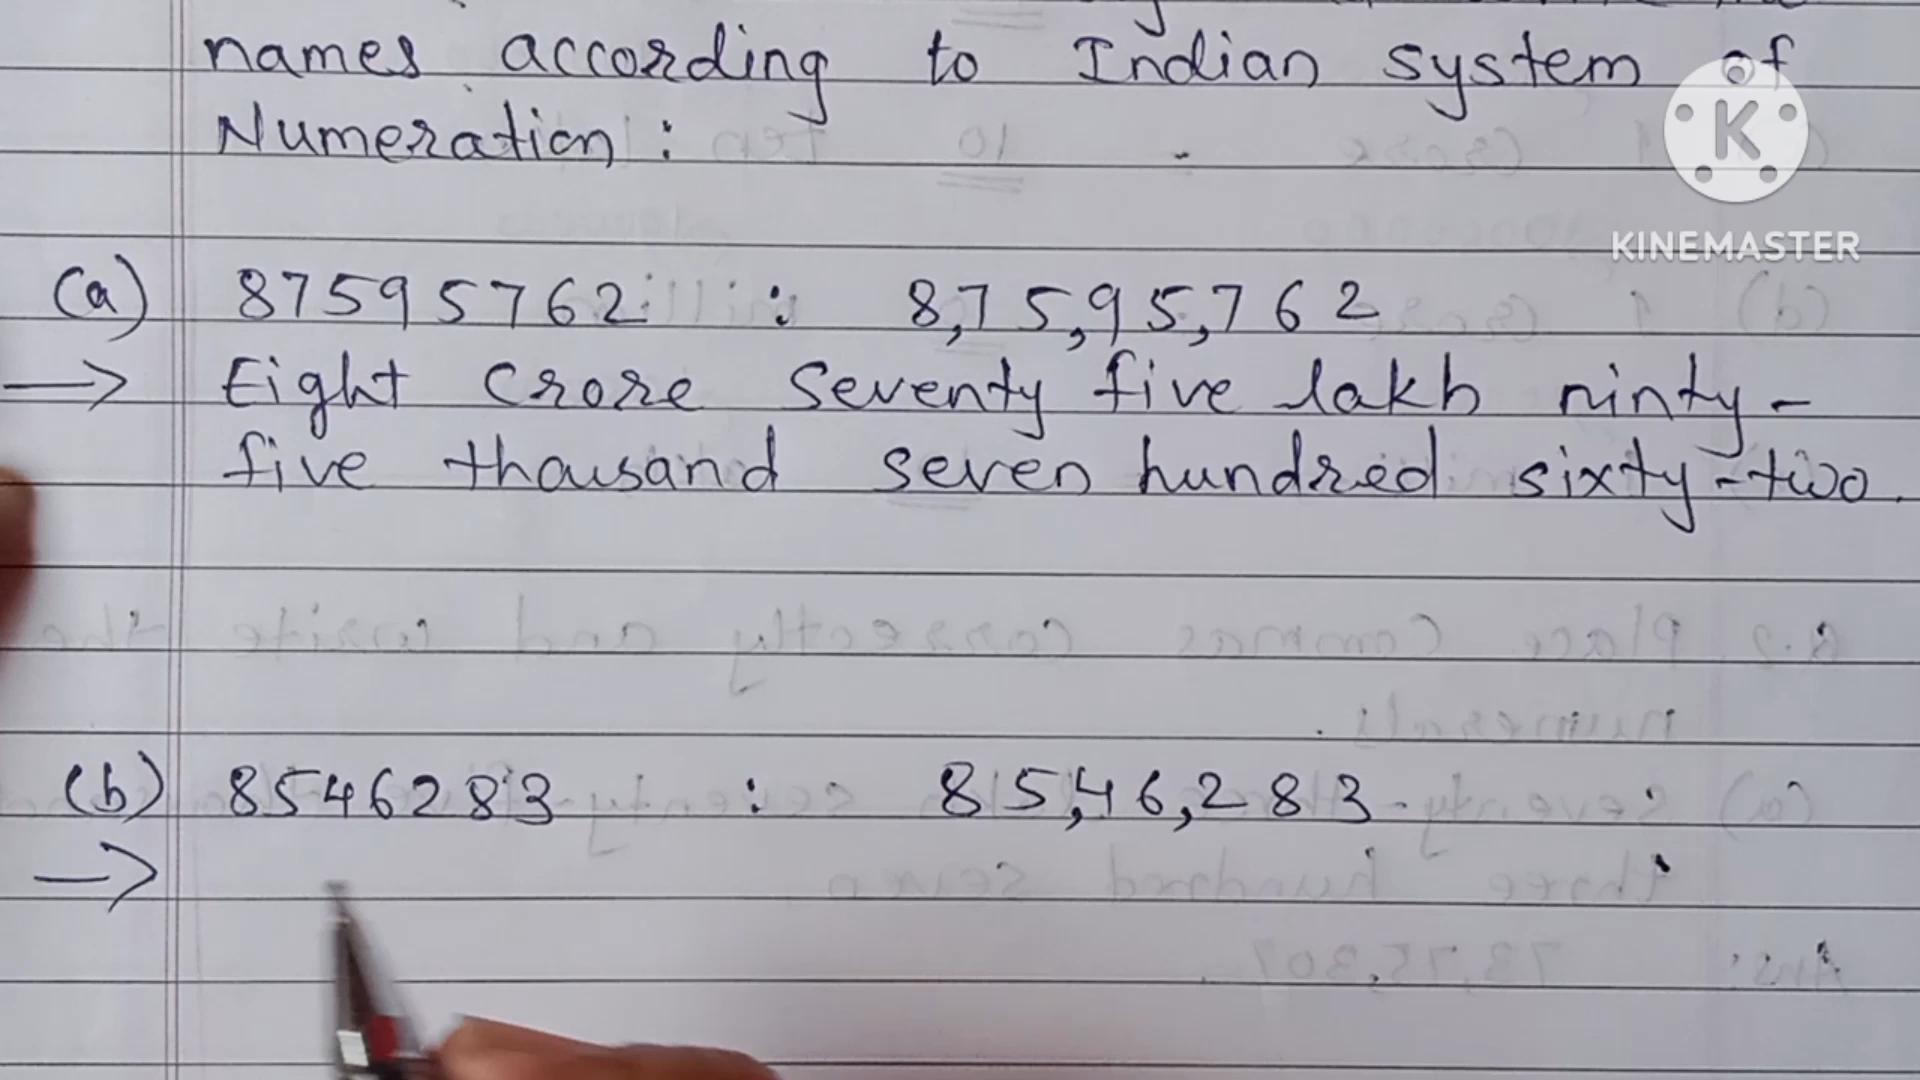 names according to Indian system of
Numeration :
K
KINEMASTER
(a) 87595762 : 8,75,95,762
→ Eight Crore Seventy five lakh ninty-
five thousand seven hundred sixty-two.
(b) 8546283 : 85,46,283.
→